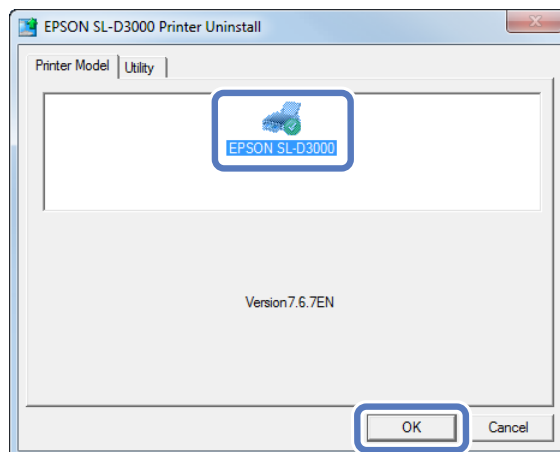 EPSON SL-D3000 Printer Uninstall
Printer Model Utility
EPSON SL-D3000
Version7.6.7EN
OK Cancel